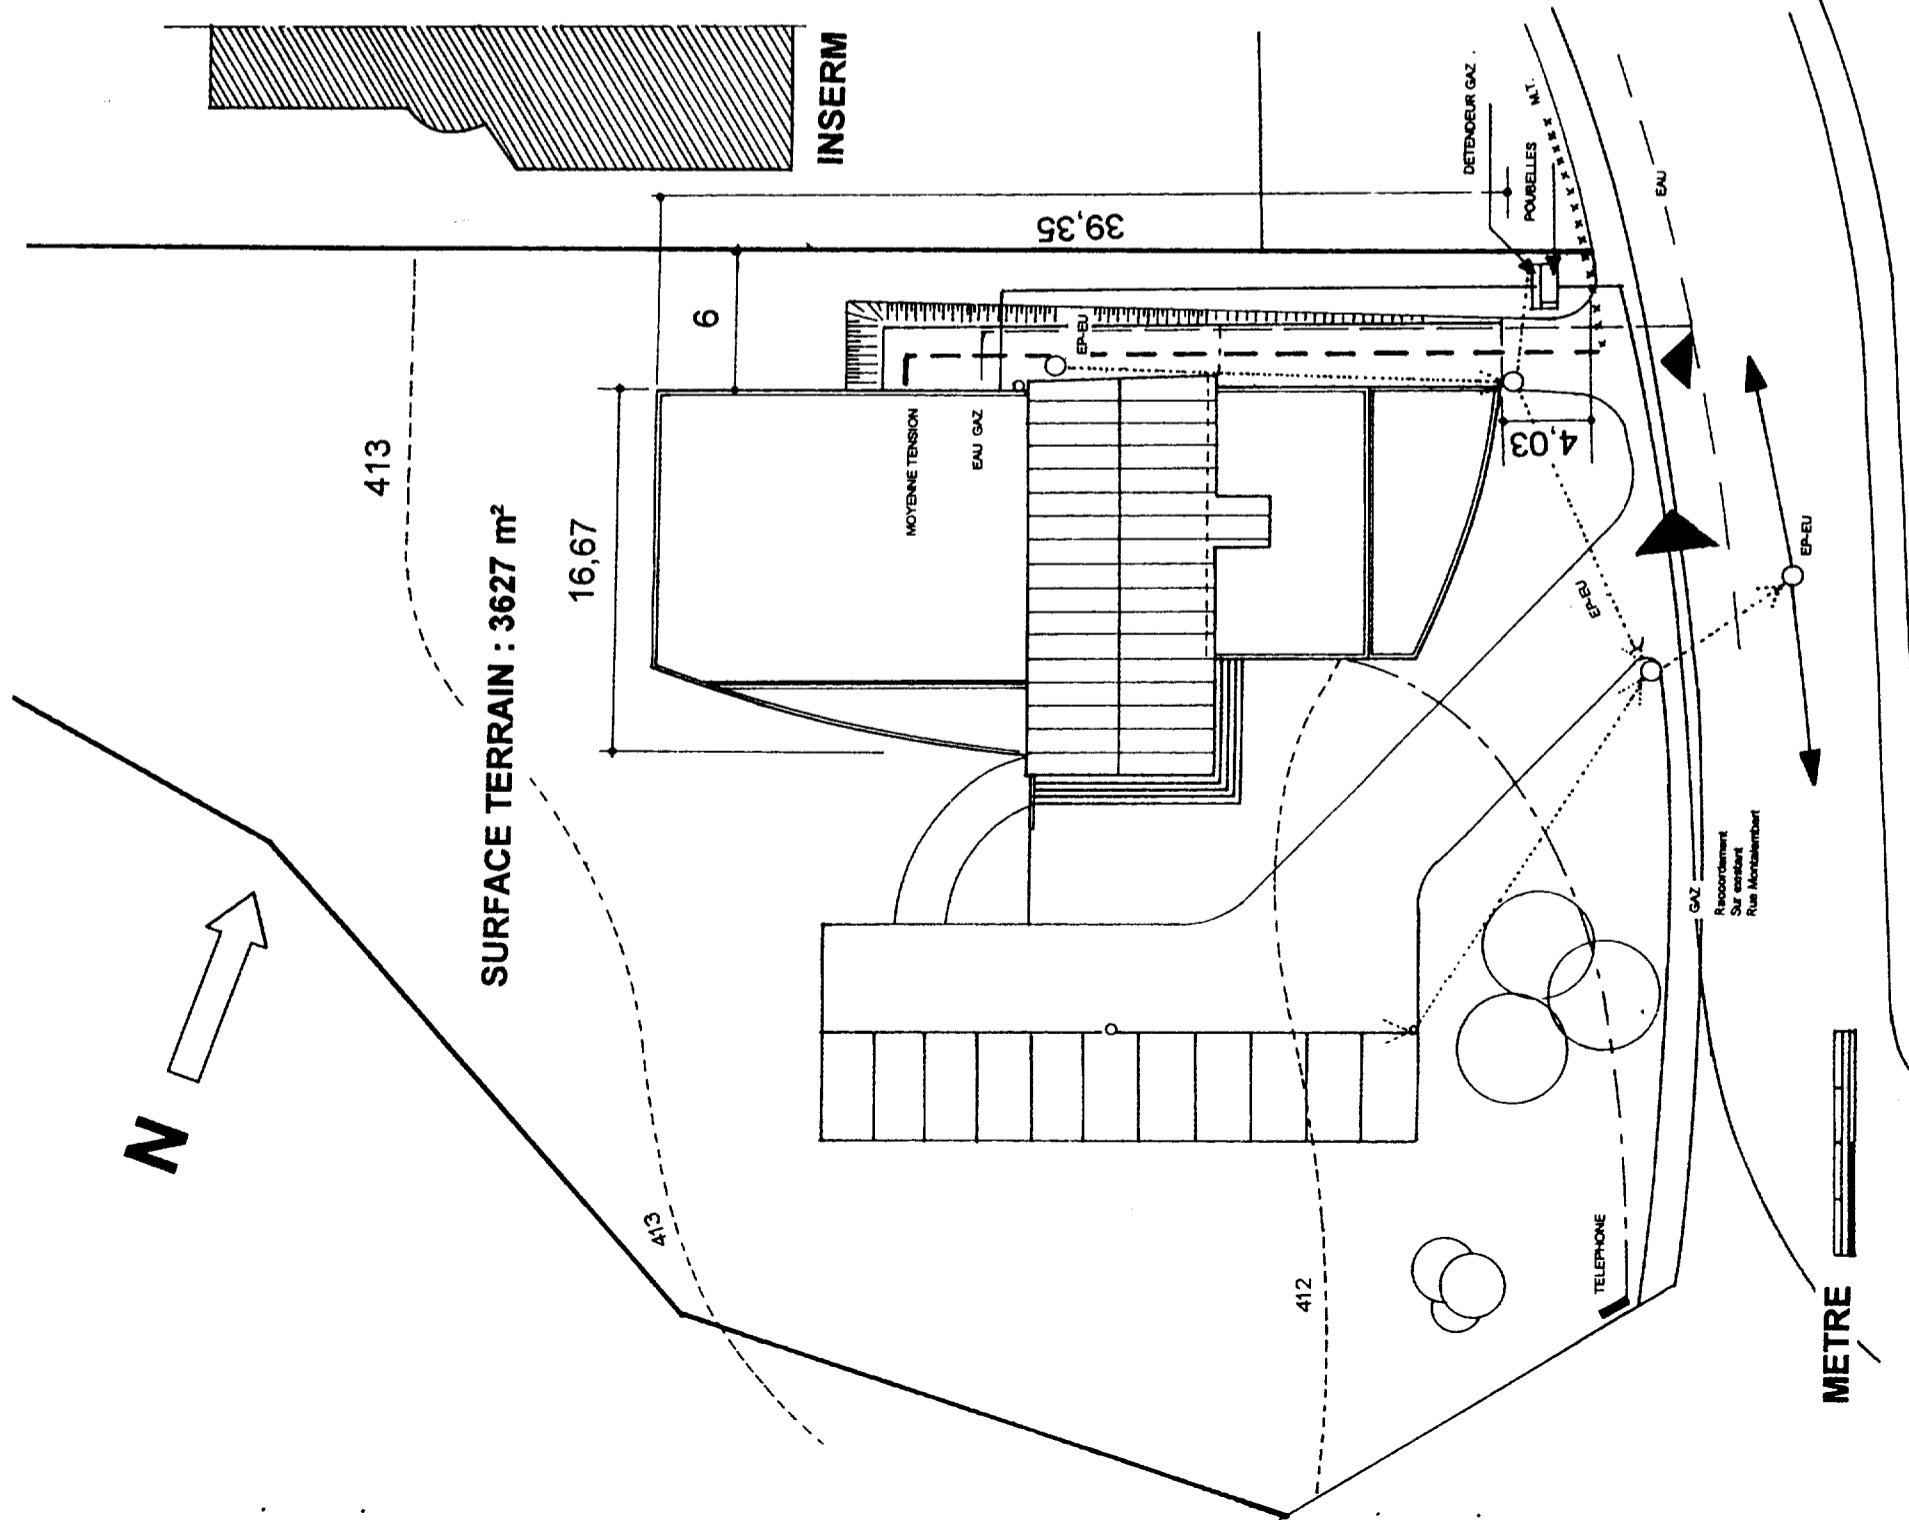 INSERM
DETENDEUR GAZ .
POUBELLES
M.T.
EAU
39,35
6
EP-EU
413
MOYENNE TENSION
EAU GAZ
4,03
16,67
SURFACE TERRAIN : 3627 m²
EP-EU
EP-EU
GAZ
Raccordement
Sur existant
Rue Montalembert
N
413
412
TELEPHONE
METRE